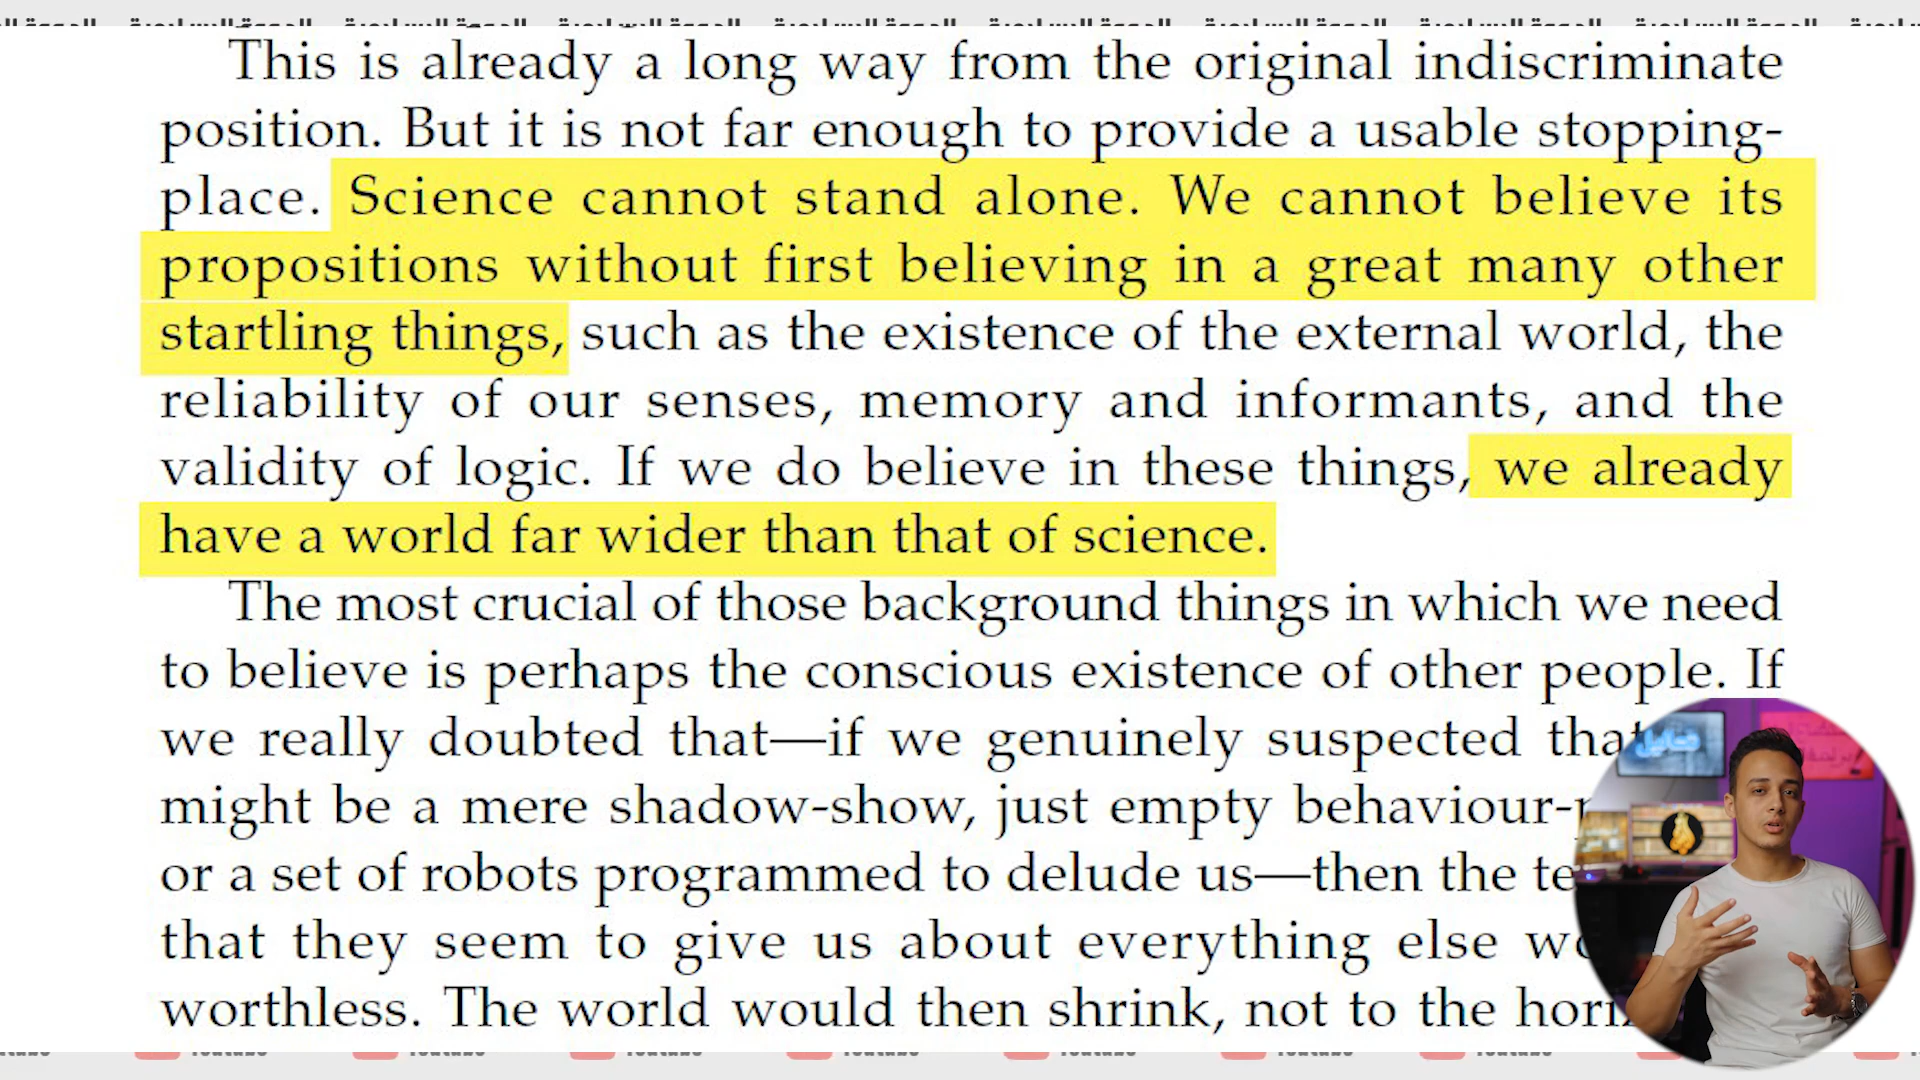 This is already a long way from the original indiscriminate
position. But it is not far enough to provide a usable stopping-
place. Science cannot stand alone. We cannot believe its
propositions without first believing in a great many other
startling things, such as the existence of the external world, the
reliability of our senses, memory and informants, and the
validity of logic. If we do believe in these things, we already
have a world far wider than that of science.
The most crucial of those background things in which we need
to believe is perhaps the conscious existence of other people. If
we really doubted that—if we genuinely suspected that
might be a mere shadow-show, just empty behaviour-
or a set of robots programmed to delude us—then the
that they seem to give us about everything else
worthless. The world would then shrink, not to the